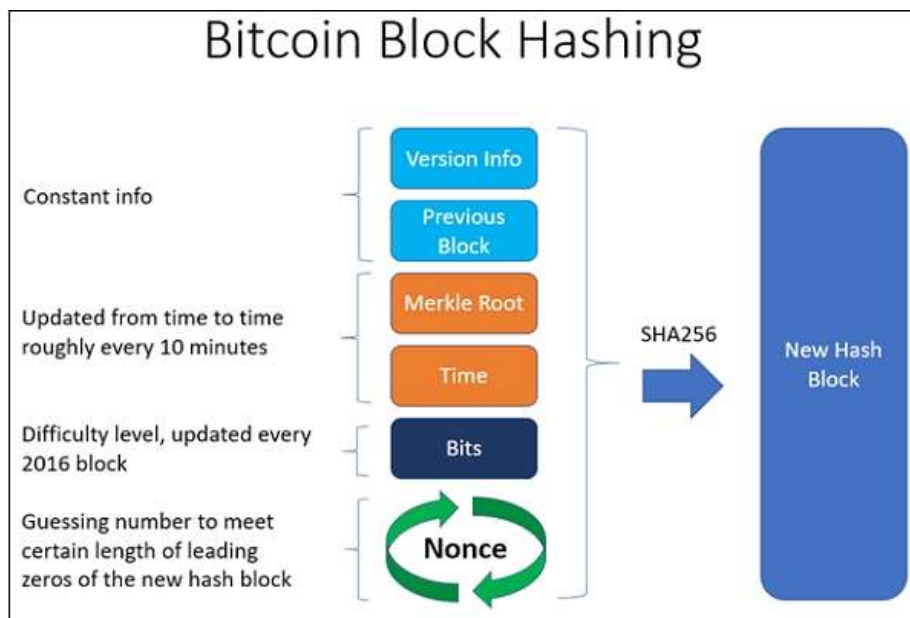 Bitcoin Block Hashing
Constant info
Version Info
Previous
Block
Updated from time to time
roughly every 10 minutes
Merkle Root
Time
Difficulty level, updated every
2016 block
Bits
Guessing number to meet
certain length of leading
zeros of the new hash block
Nonce
SHA256
New Hash
Block